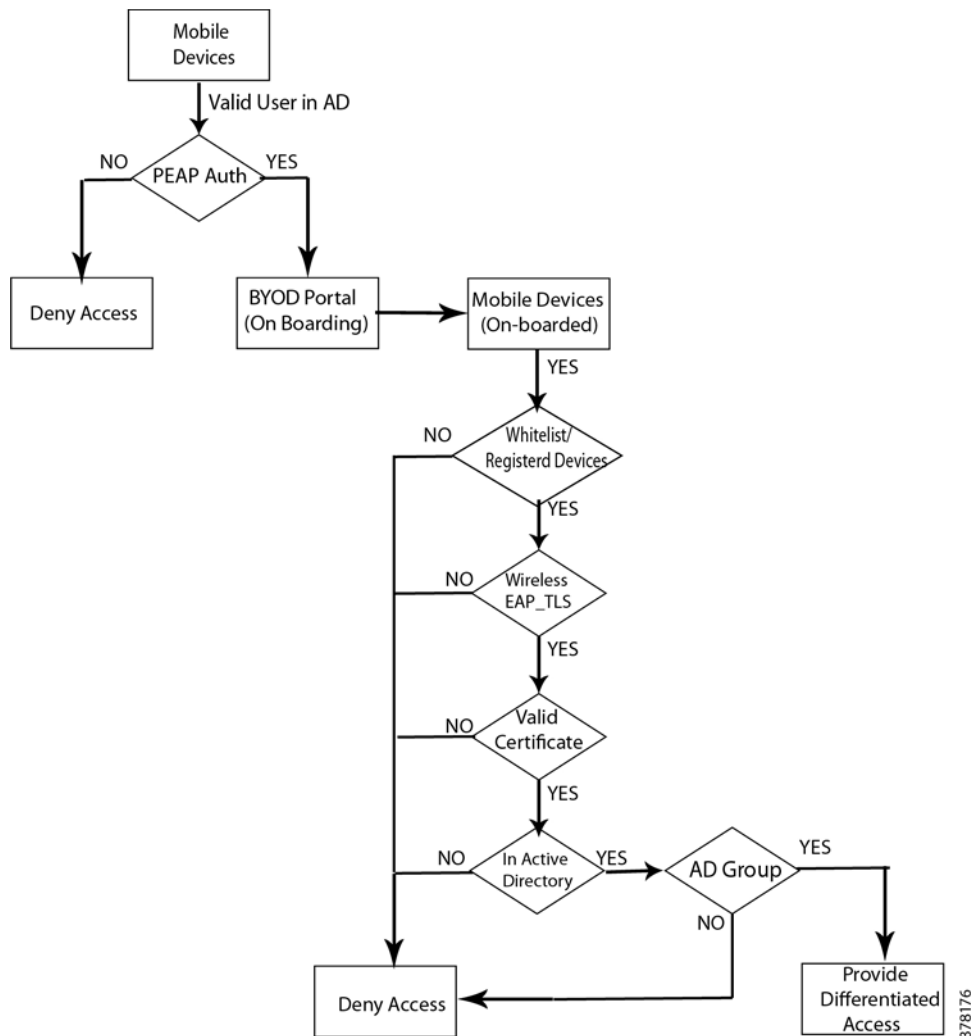 Mobile
Devices
Valid User in AD
NO
PEAP Auth
YES
Deny Access
BYOD Portal
(On Boarding)
Mobile Devices
(On-boarded)
YES
NO
Whitelist/
Registerd Devices
YES
NO
Wireless
EAP_TLS
YES
NO
Valid
Certificate
YES
NO
In Active
Directory
YES
AD Group
YES
NO
Deny Access
Provide
Differentiated
Access
378176